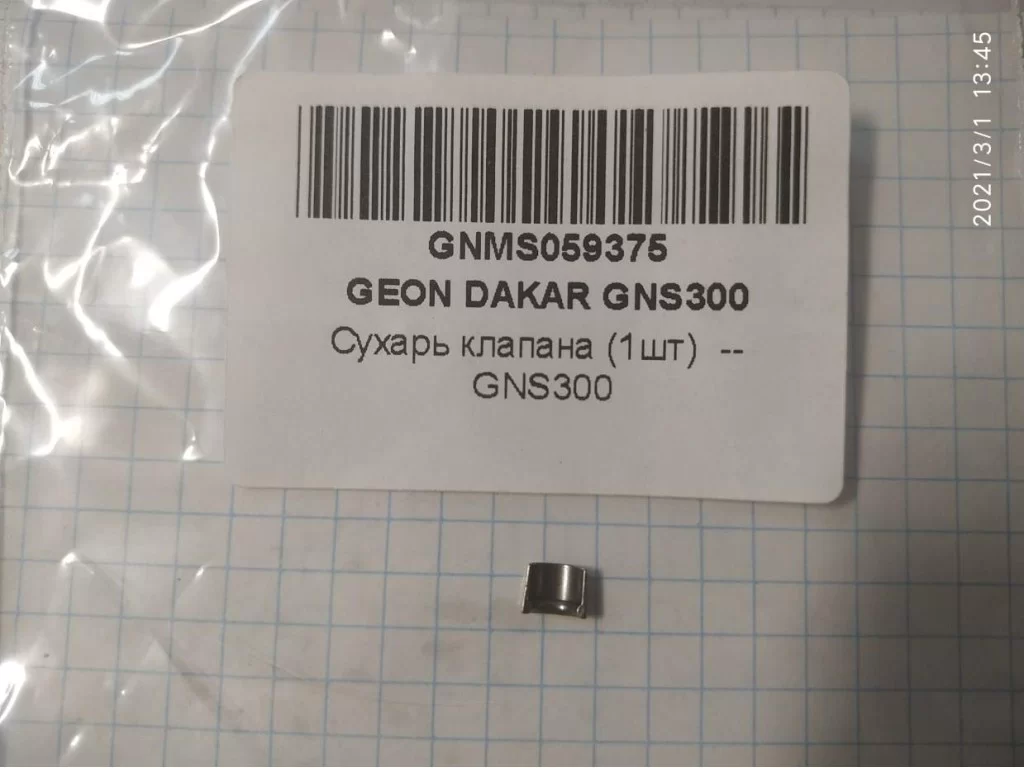 GNMS059375
GEON DAKAR GNS300
Сухарь клапана (1шт) --
GNS300
2021/3/1 13:45